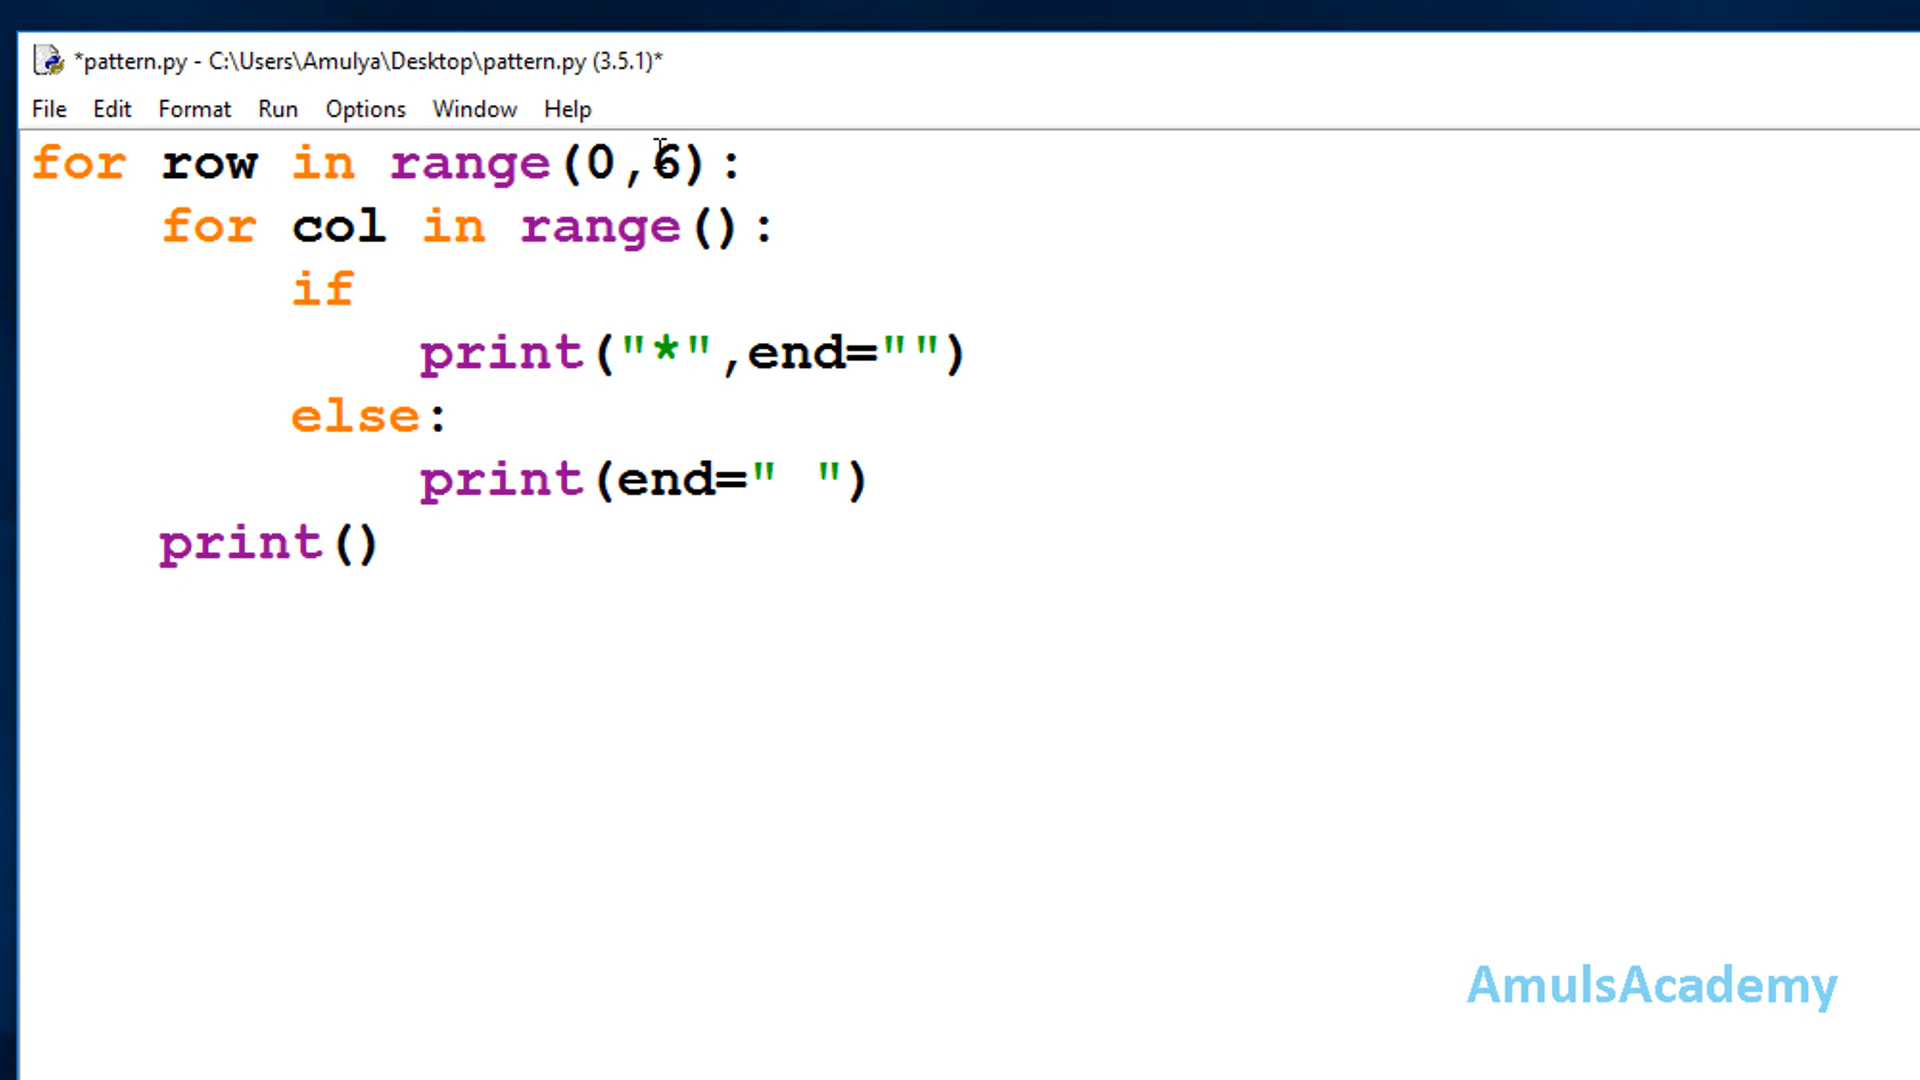 *pattern.py - C:\Users\Amulya\Desktop\pattern.py (3.5.1)*
File Edit Format Run Options Window Help
for row in range(0,6):
    for col in range():
        if
            print("*",end="")
        else:
            print(end=" ")
    print()
AmulsAcademy